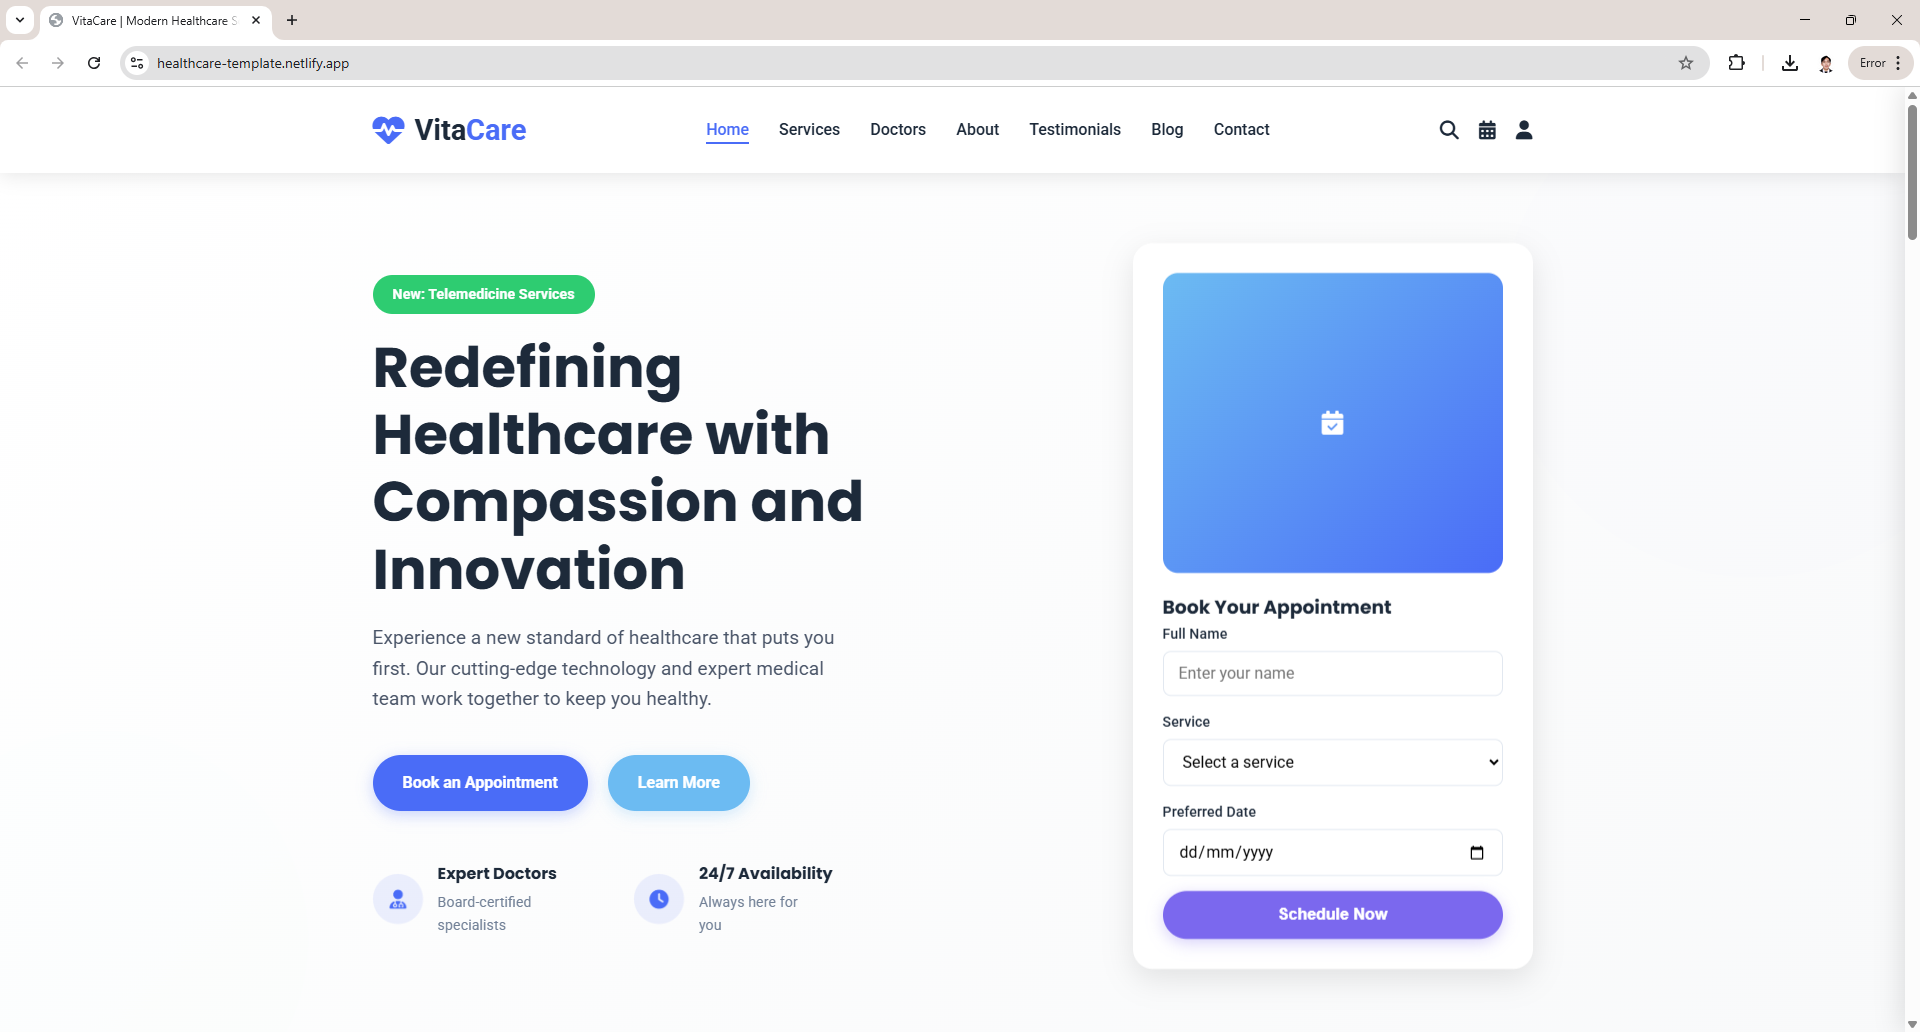 VitaCare | Modern Healthcare S
healthcare-template.netlify.app
Error
VitaCare
Home
Services
Doctors
About
Testimonials
Blog
Contact
New: Telemedicine Services
Redefining
Healthcare with
Compassion and
Innovation
Experience a new standard of healthcare that puts you
first. Our cutting-edge technology and expert medical
team work together to keep you healthy.
Book an Appointment
Learn More
Expert Doctors
Board-certified
specialists
24/7 Availability
Always here for
you
Book Your Appointment
Full Name
Enter your name
Service
Select a service
Preferred Date
dd/mm/yyyy
Schedule Now